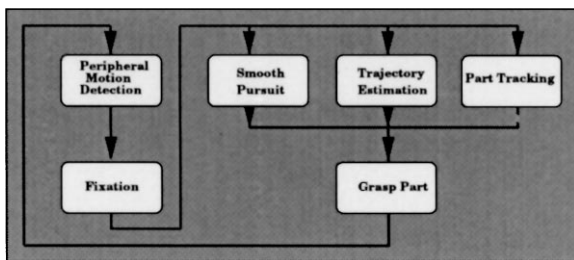 Peripheral
Motion
Detection
Smooth
Pursuit
Trajectory
Estimation
Part Tracking
Fixation
Grasp Part